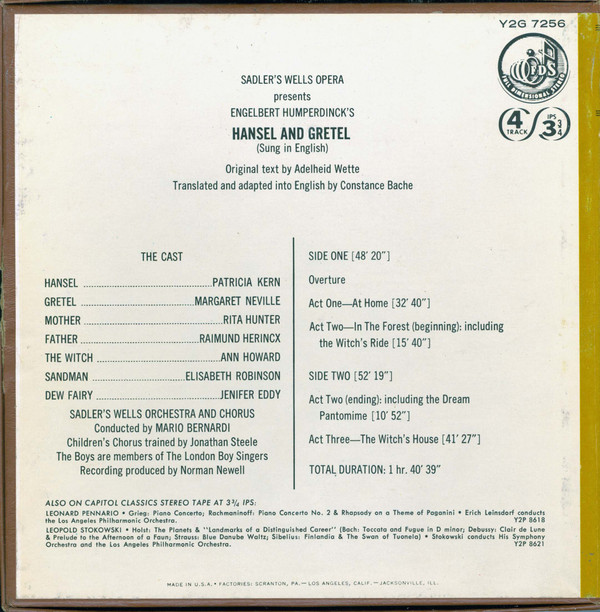 Y2G 7256
FDS
FULL DIMENSIONAL STEREO
4 TRACK
IPS 3 3/4
SADLER'S WELLS OPERA
presents
ENGELBERT HUMPERDINCK'S
HANSEL AND GRETEL
(Sung in English)
Original text by Adelheid Wette
Translated and adapted into English by Constance Bache
THE CAST
HANSEL ........................................PATRICIA KERN
GRETEL ....................................MARGARET NEVILLE
MOTHER ........................................RITA HUNTER
FATHER ..................................RAIMUND HERINCX
THE WITCH ....................................ANN HOWARD
SANDMAN ..........................ELISABETH ROBINSON
DEW FAIRY ....................................JENIFER EDDY
SADLER'S WELLS ORCHESTRA AND CHORUS
Conducted by MARIO BERNARDI
Children's Chorus trained by Jonathan Steele
The Boys are members of The London Boy Singers
Recording produced by Norman Newell
SIDE ONE [48' 20"]
Overture
Act One—At Home [32' 40"]
Act Two—In The Forest (beginning): including
the Witch's Ride [15' 40"]
SIDE TWO [52' 19"]
Act Two (ending): including the Dream
Pantomime [10' 52"]
Act Three—The Witch's House [41' 27"]
TOTAL DURATION: 1 hr. 40' 39"
ALSO ON CAPITOL CLASSICS STEREO TAPE AT 3¾ IPS:
LEONARD PENNARIO • Grieg: Piano Concerto; Rachmaninoff: Piano Concerto No. 2 & Rhapsody on a Theme of Paganini • Erich Leinsdorf conducts
the Los Angeles Philharmonic Orchestra. Y2P 8618
LEOPOLD STOKOWSKI • Holst: The Planets & "Landmarks of a Distinguished Career" (Bach: Toccata and Fugue in D minor; Debussy: Clair de Lune
& Prelude to the Afternoon of a Faun; Strauss: Blue Danube Waltz; Sibelius: Finlandia & The Swan of Tuonela) • Stokowski conducts His Symphony
Orchestra and the Los Angeles Philharmonic Orchestra. Y2P 8621
MADE IN U.S.A. • FACTORIES: SCRANTON, PA.—LOS ANGELES, CALIF.—JACKSONVILLE, ILL.